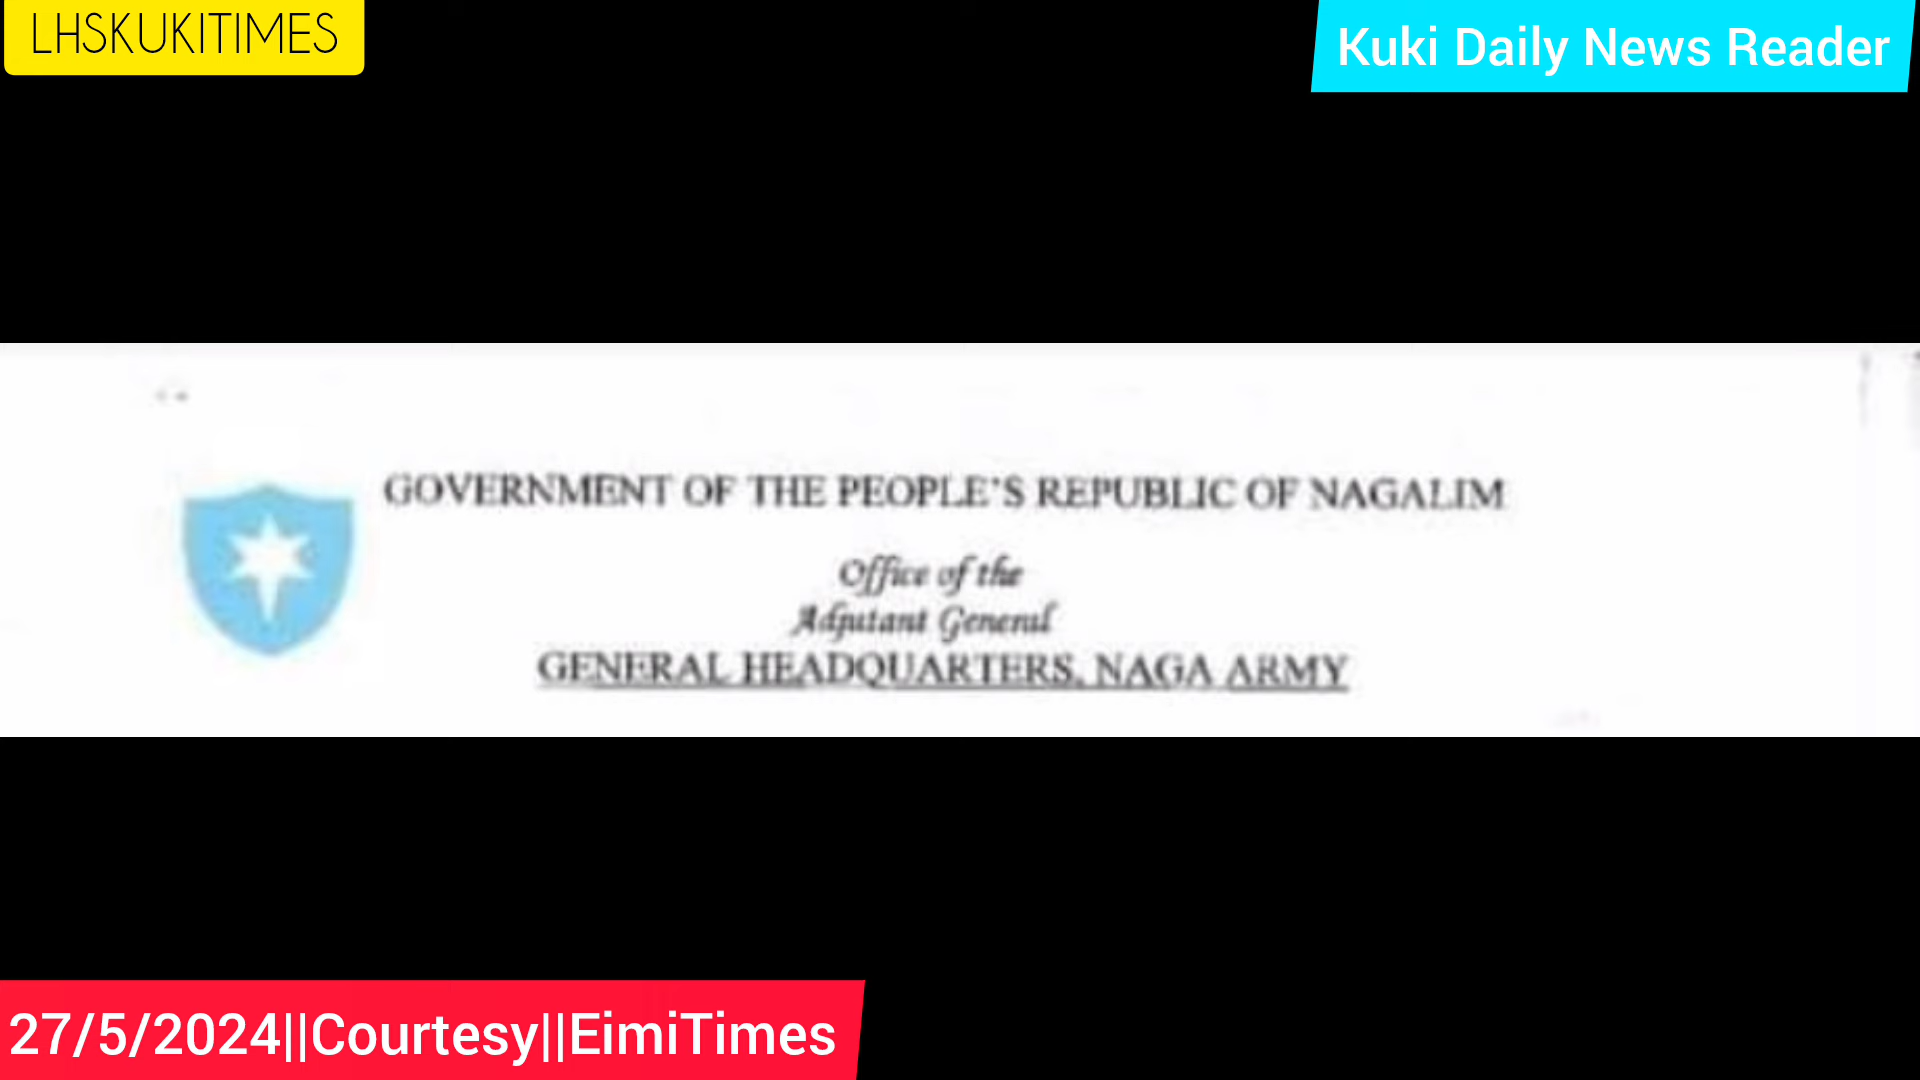 LHSKUKITIMES
Kuki Daily News Reader
GOVERNMENT OF THE PEOPLE'S REPUBLIC OF NAGALIM
Office of the
Adjutant General
GENERAL HEADQUARTERS, NAGA ARMY
27/5/2024||Courtesy||EimiTimes